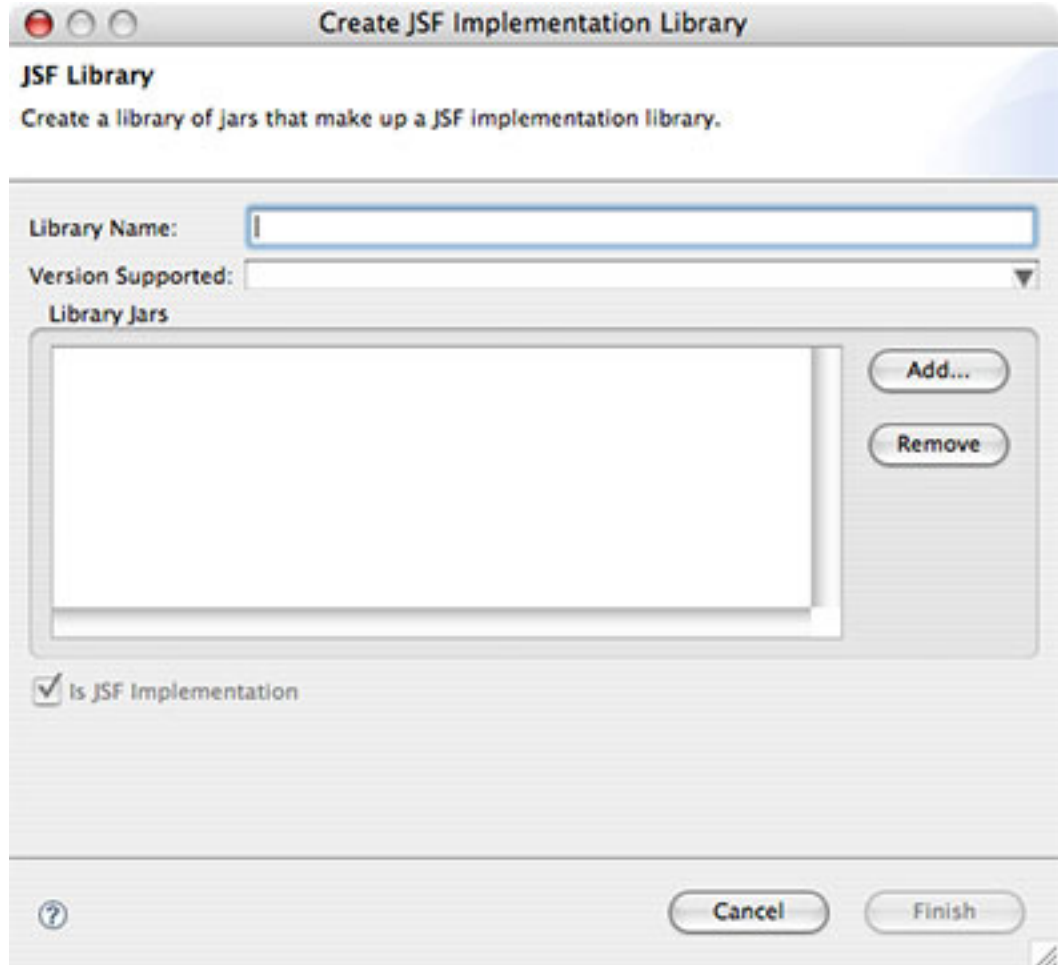 Create JSF Implementation Library
JSF Library
Create a library of jars that make up a JSF implementation library.
Library Name:
Version Supported:
Library Jars
Add...
Remove
Is JSF Implementation
?
Cancel
Finish